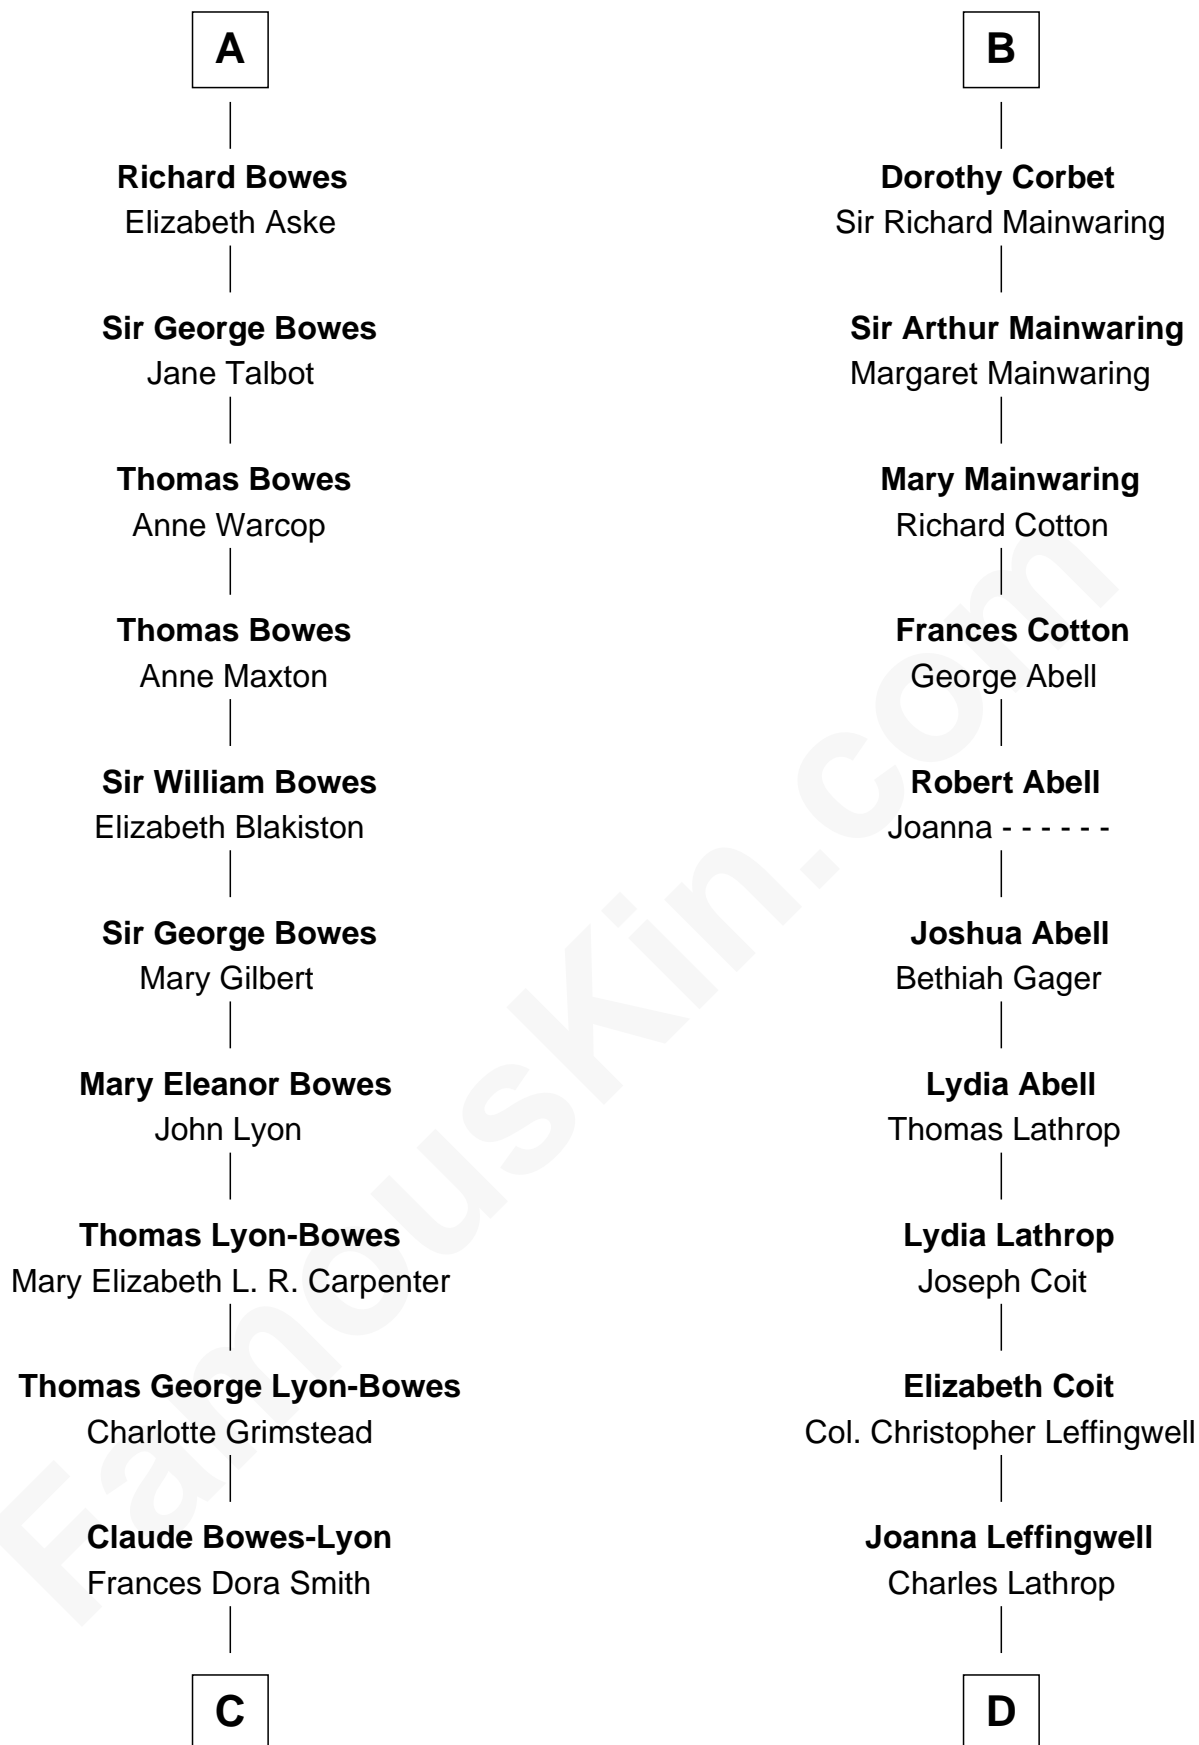 A
Richard Bowes
Elizabeth Aske
Sir George Bowes
Jane Talbot
Thomas Bowes
Anne Warcop
Thomas Bowes
Anne Maxton
Sir William Bowes
Elizabeth Blakiston
Sir George Bowes
Mary Gilbert
Mary Eleanor Bowes
John Lyon
Thomas Lyon-Bowes
Mary Elizabeth L. R. Carpenter
Thomas George Lyon-Bowes
Charlotte Grimstead
Claude Bowes-Lyon
Frances Dora Smith
C
B
Dorothy Corbet
Sir Richard Mainwaring
Sir Arthur Mainwaring
Margaret Mainwaring
Mary Mainwaring
Richard Cotton
Frances Cotton
George Abell
Robert Abell
Joanna - - - - - -
Joshua Abell
Bethiah Gager
Lydia Abell
Thomas Lathrop
Lydia Lathrop
Joseph Coit
Elizabeth Coit
Col. Christopher Leffingwell
Joanna Leffingwell
Charles Lathrop
D
FamousKin.com